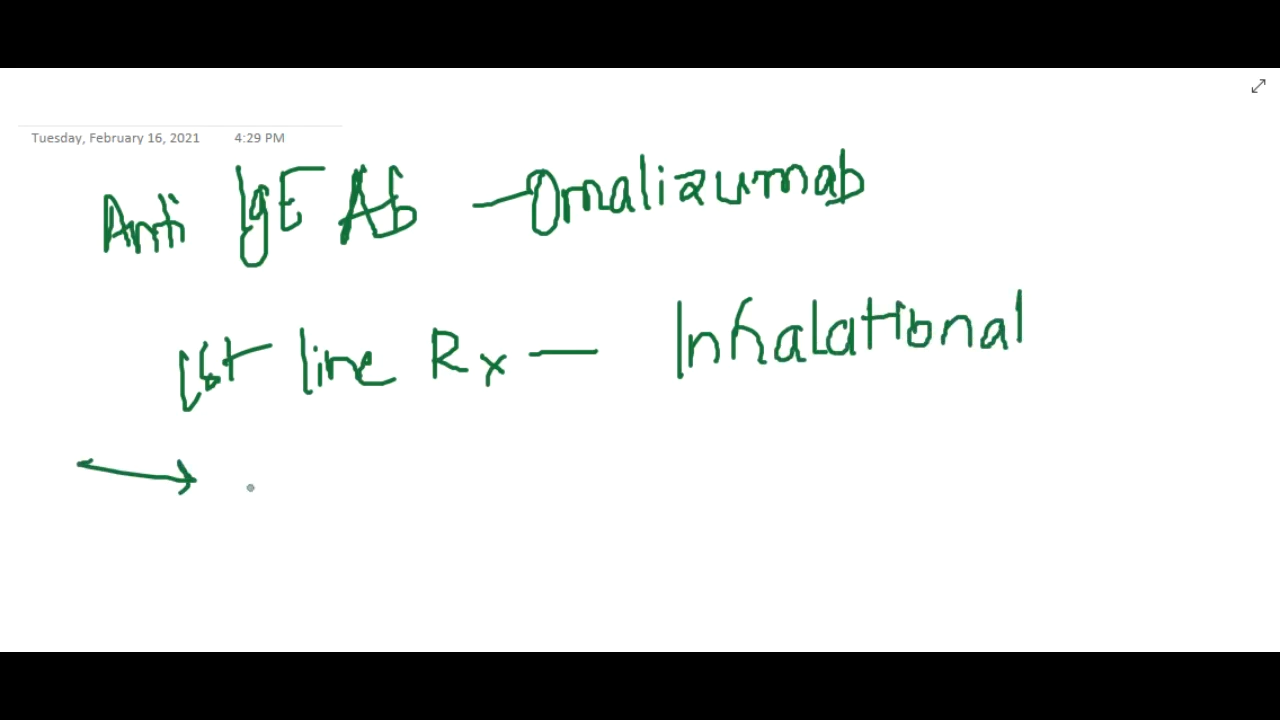 Tuesday, February 16, 2021 4:29 PM
Anti IgE Ab - Omalizumab
1st line Rx - Inhalational